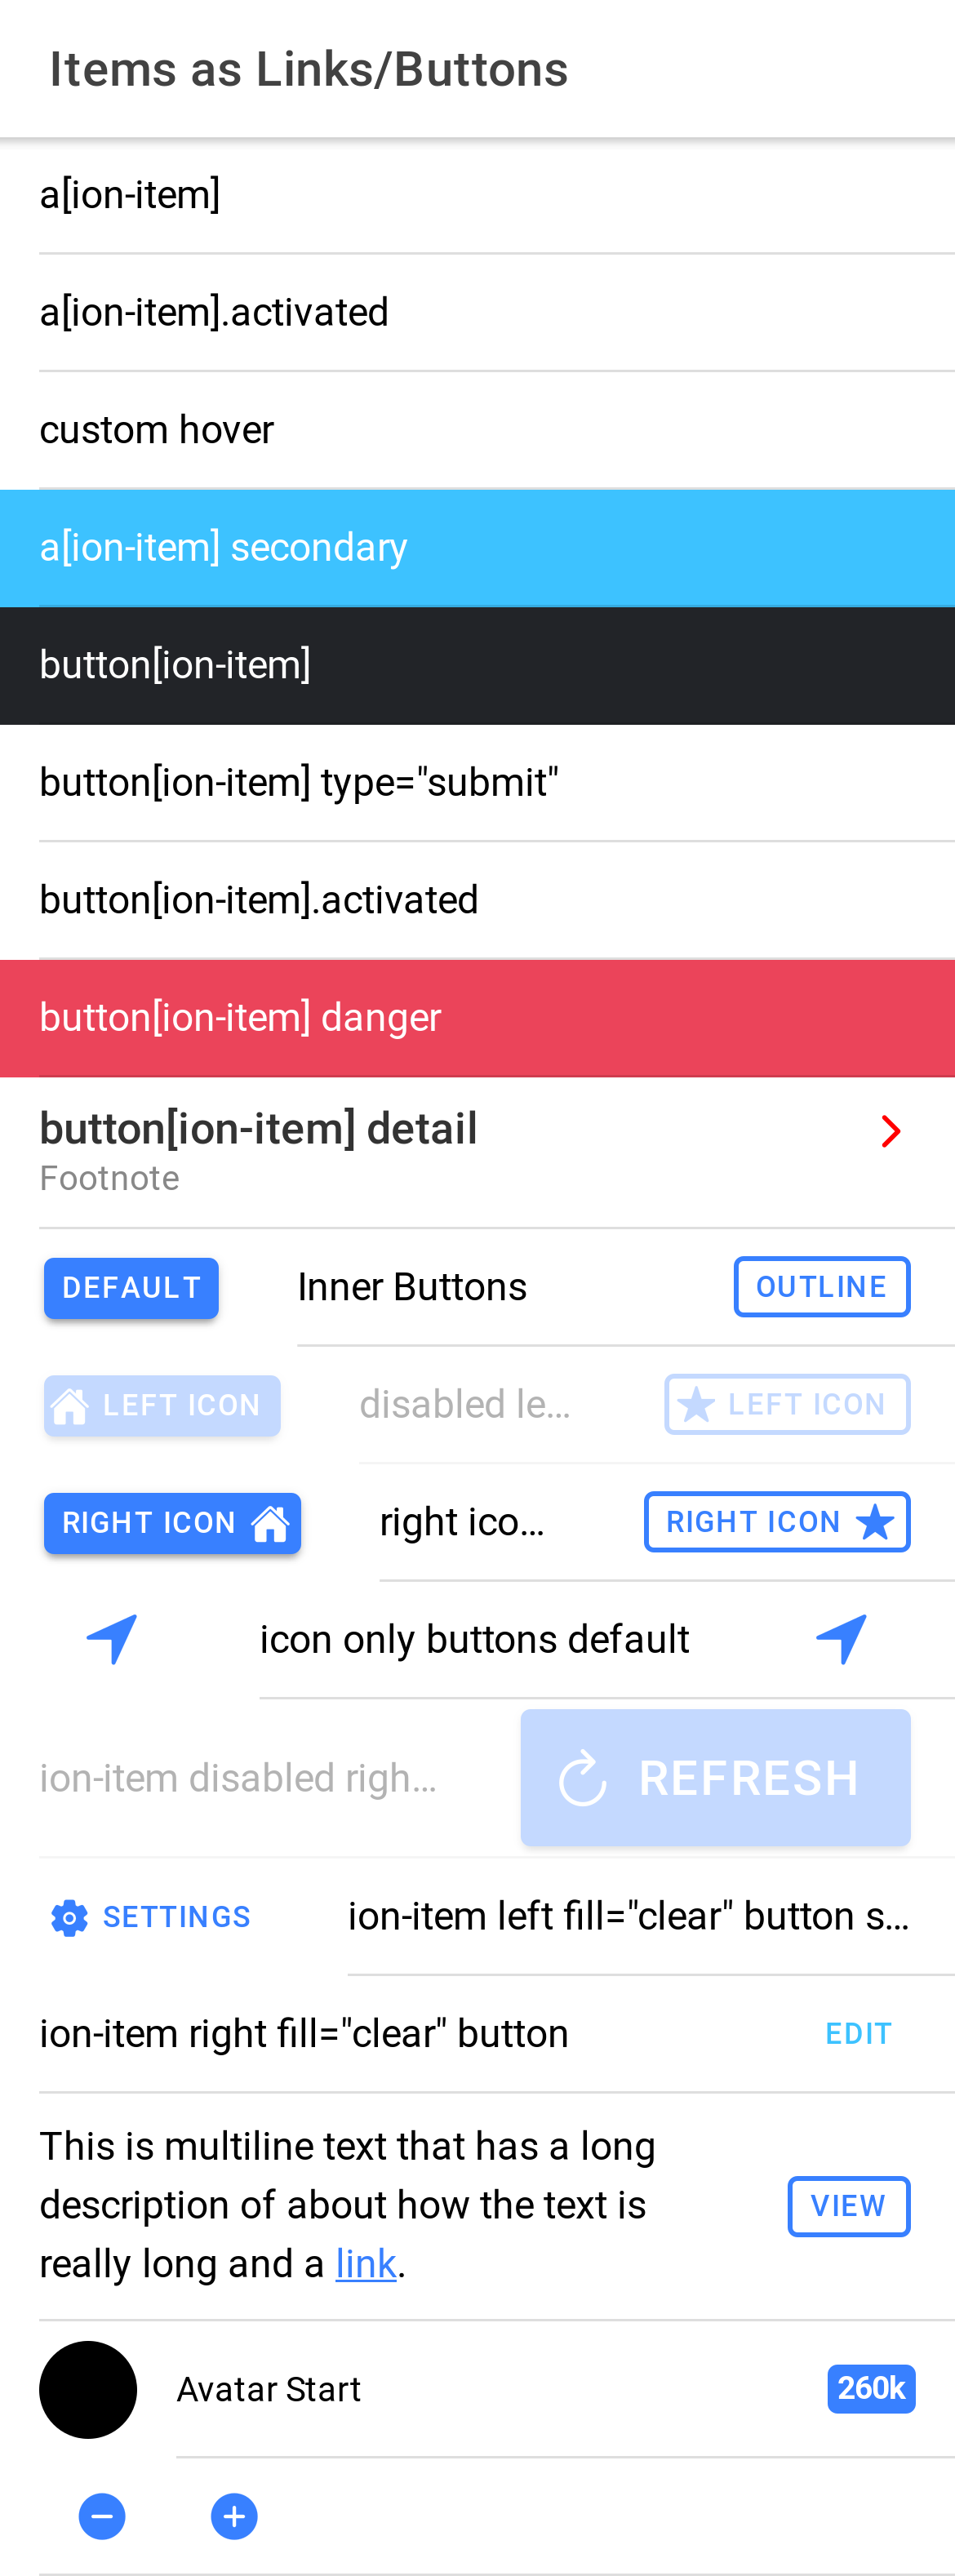 Items as Links/Buttons
a[ion-item]
a[ion-item].activated
custom hover
a[ion-item] secondary
button[ion-item]
button[ion-item] type="submit"
button[ion-item].activated
button[ion-item] danger
button[ion-item] detail
Footnote
DEFAULT Inner Buttons OUTLINE
LEFT ICON disabled le... LEFT ICON
RIGHT ICON right ico... RIGHT ICON
icon only buttons default
ion-item disabled righ... REFRESH
SETTINGS ion-item left fill="clear" button s...
ion-item right fill="clear" button EDIT
This is multiline text that has a long
description of about how the text is
really long and a link.
VIEW
Avatar Start 260k